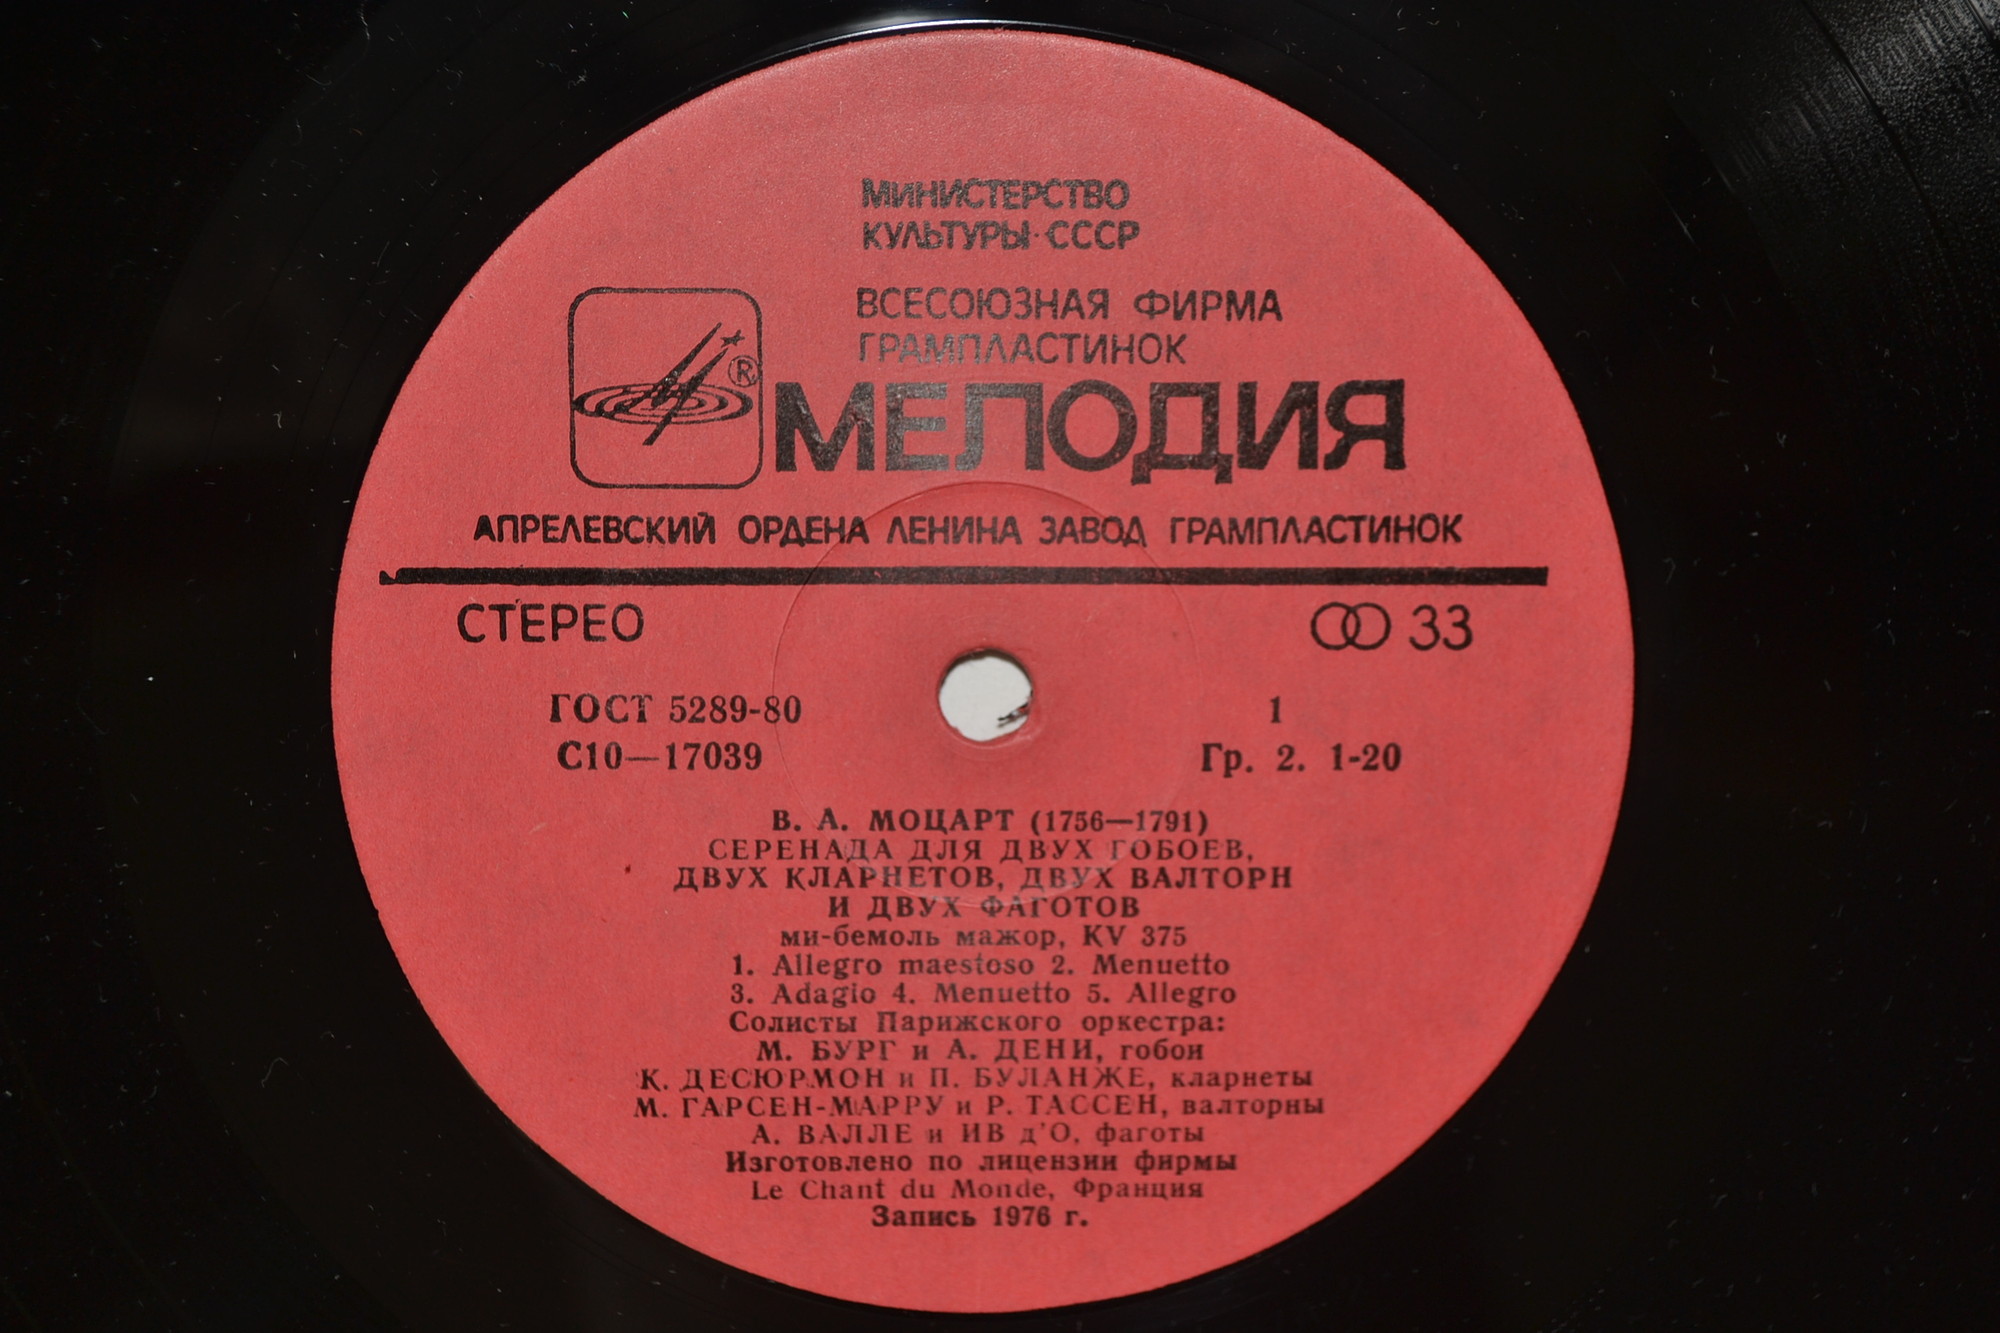 МИНИСТЕРСТВО
КУЛЬТУРЫ·СССР
ВСЕСОЮЗНАЯ ФИРМА
ГРАМПЛАСТИНОК
®
МЕЛОДИЯ
АПРЕЛЕВСКИЙ ОРДЕНА ЛЕНИНА ЗАВОД ГРАМПЛАСТИНОК
СТЕРЕО
33
ГОСТ 5289-80
1
С10—17039
Гр. 2. 1-20
В. А. МОЦАРТ (1756—1791)
СЕРЕНАДА ДЛЯ ДВУХ ГОБОЕВ,
ДВУХ КЛАРНЕТОВ, ДВУХ ВАЛТОРН
И ДВУХ ФАГОТОВ
ми-бемоль мажор, KV 375
1. Allegro maestoso 2. Menuetto
3. Adagio 4. Menuetto 5. Allegro
Солисты Парижского оркестра:
М. БУРГ и А. ДЕНИ, гобои
К. ДЕСЮРМОН и П. БУЛАНЖЕ, кларнеты
М. ГАРСЕН-МАРРУ и Р. ТАССЕН, валторны
А. ВАЛЛЕ и ИВ д'О, фаготы
Изготовлено по лицензии фирмы
Le Chant du Monde, Франция
Запись 1976 г.